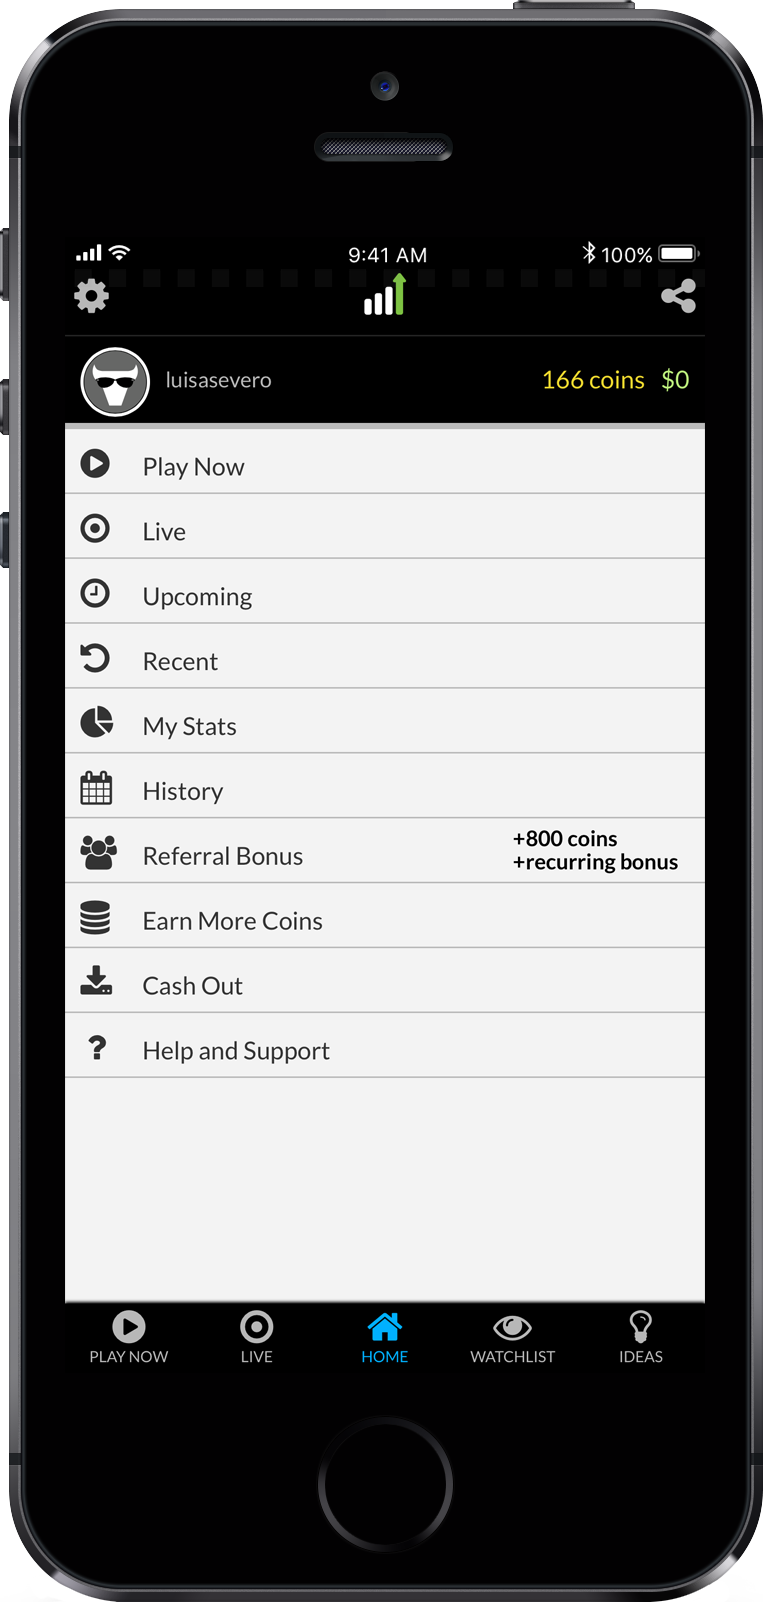 9:41 AM
100%
luisasevero
166 coins $0
Play Now
Live
Upcoming
Recent
My Stats
History
Referral Bonus
+800 coins
+recurring bonus
Earn More Coins
Cash Out
? Help and Support
PLAY NOW
LIVE
HOME
WATCHLIST
IDEAS